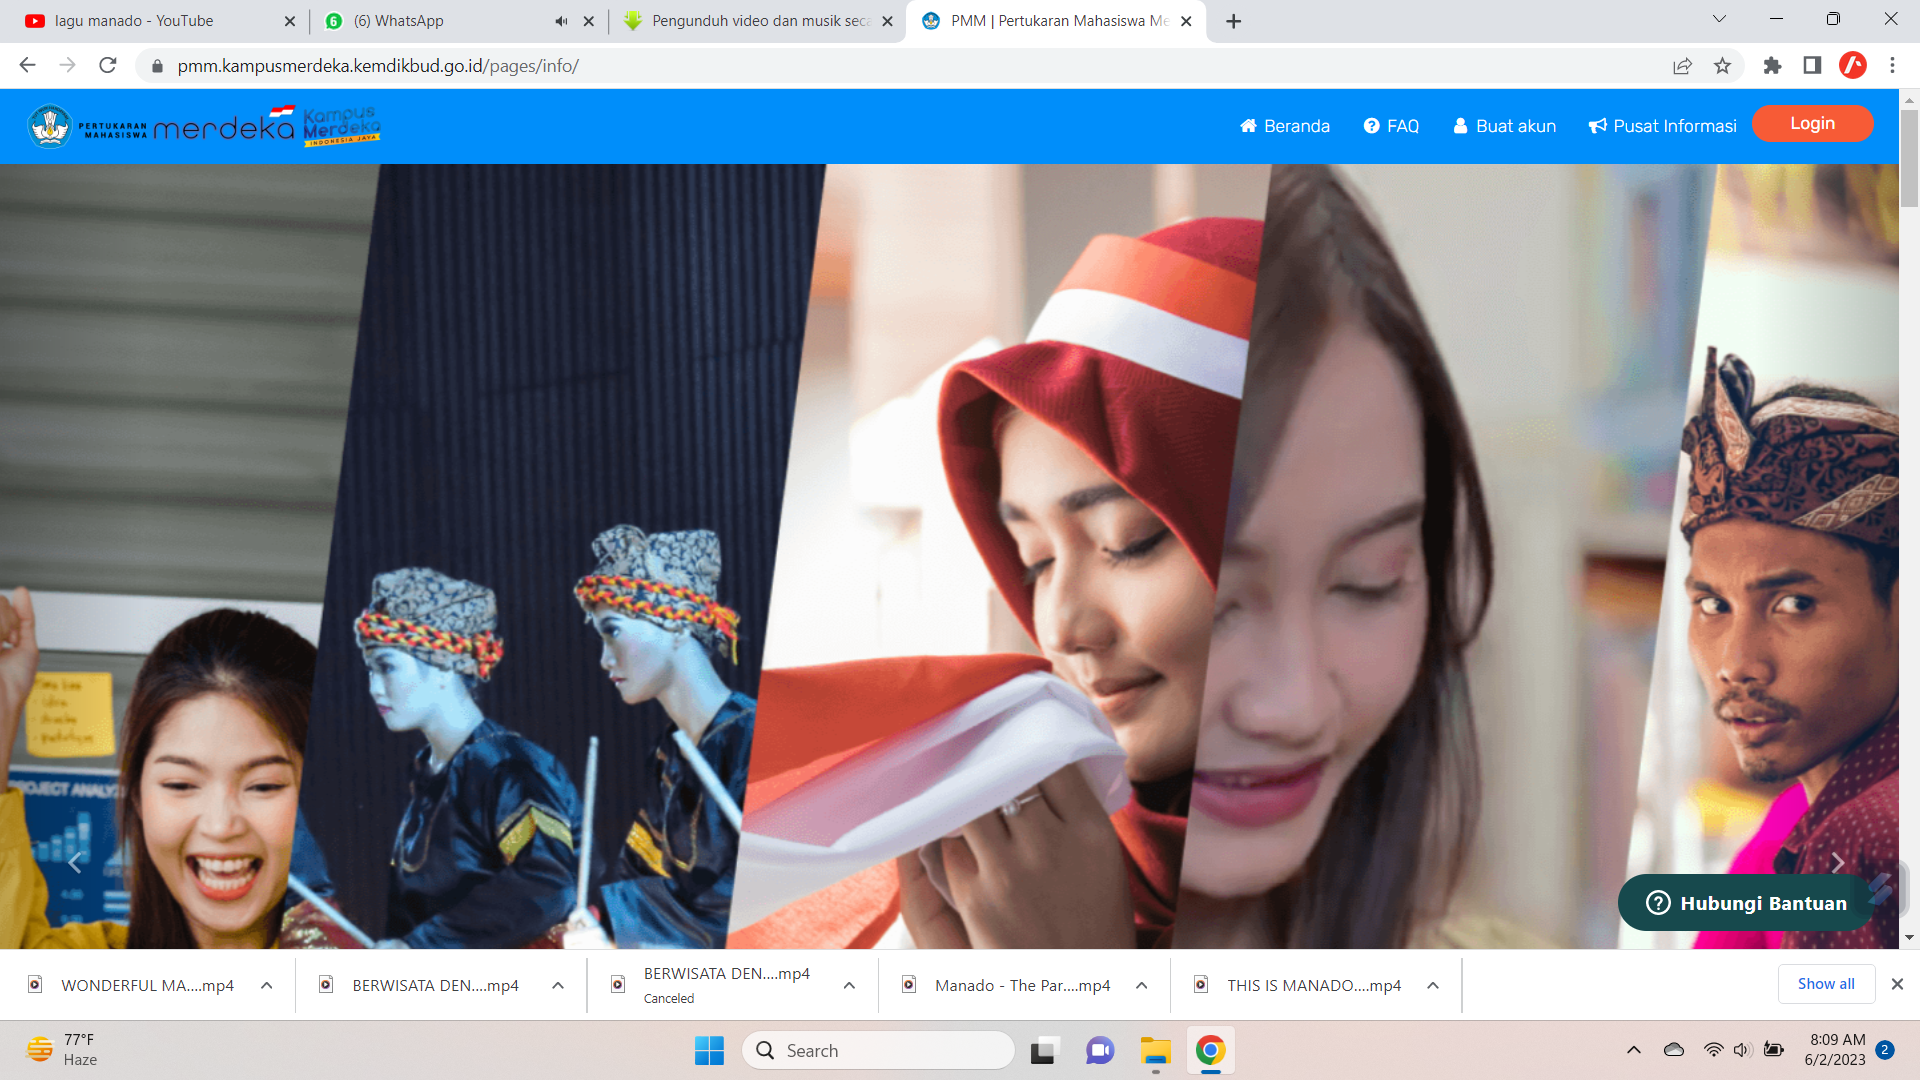 lagu manado - YouTube
(6) WhatsApp
Pengunduh video dan musik seca
PMM | Pertukaran Mahasiswa Me
pmm.kampusmerdeka.kemdikbud.go.id/pages/info/
PERTUKARAN
MAHASISWA
merdeka
Kampus
Merdeka
INDONESIA JAYA
Beranda
FAQ
Buat akun
Pusat Informasi
Login
Hubungi Bantuan
WONDERFUL MA....mp4
BERWISATA DEN....mp4
BERWISATA DEN....mp4
Canceled
Manado - The Par....mp4
THIS IS MANADO....mp4
Show all
77°F
Haze
Search
8:09 AM
6/2/2023
2